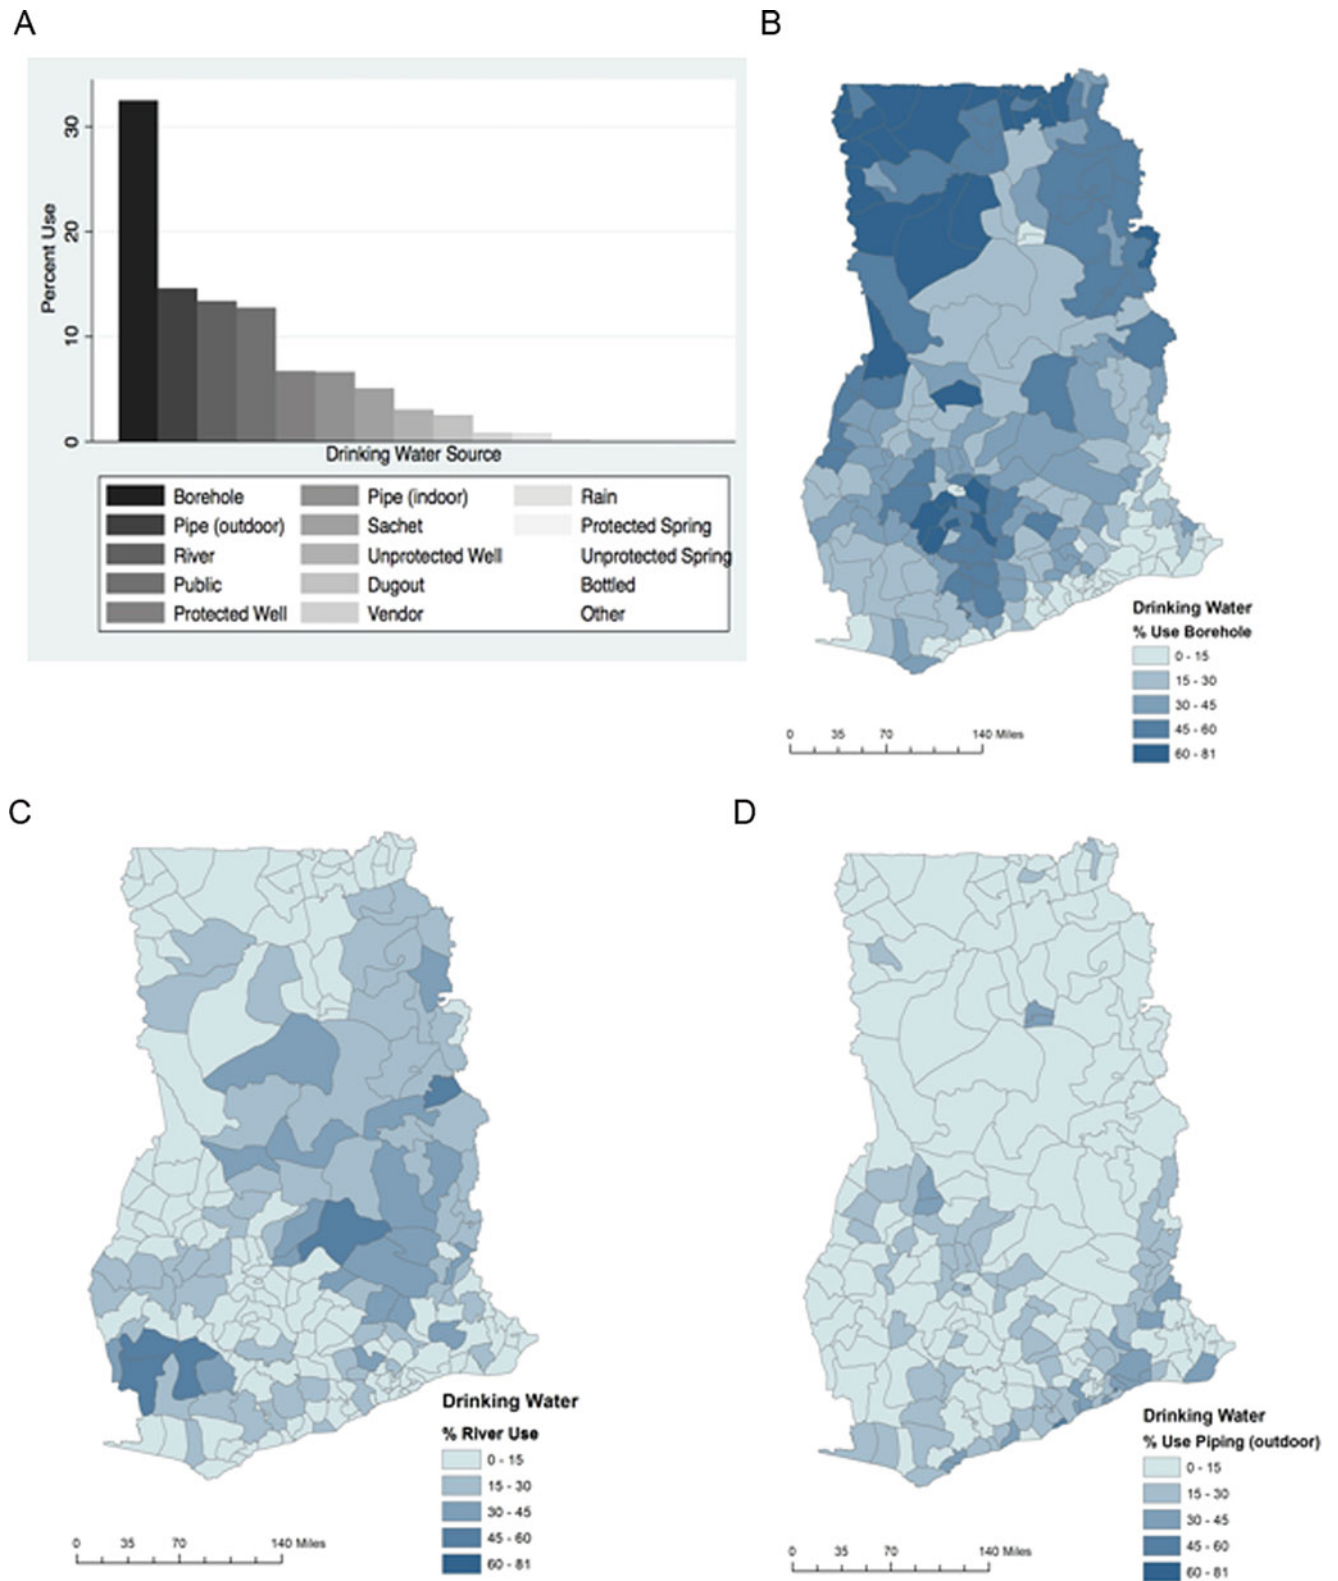 A
30
20
10
0
Percent Use
Drinking Water Source
Borehole
Pipe (outdoor)
River
Public
Protected Well
Pipe (indoor)
Sachet
Unprotected Well
Dugout
Vendor
Rain
Protected Spring
Unprotected Spring
Bottled
Other
B
Drinking Water
% Use Borehole
0 - 15
15 - 30
30 - 45
45 - 60
60 - 81
0 35 70 140 Miles
C
Drinking Water
% River Use
0 - 15
15 - 30
30 - 45
45 - 60
60 - 81
0 35 70 140 Miles
D
Drinking Water
% Use Piping (outdoor)
0 - 15
15 - 30
30 - 45
45 - 60
60 - 81
0 35 70 140 Miles